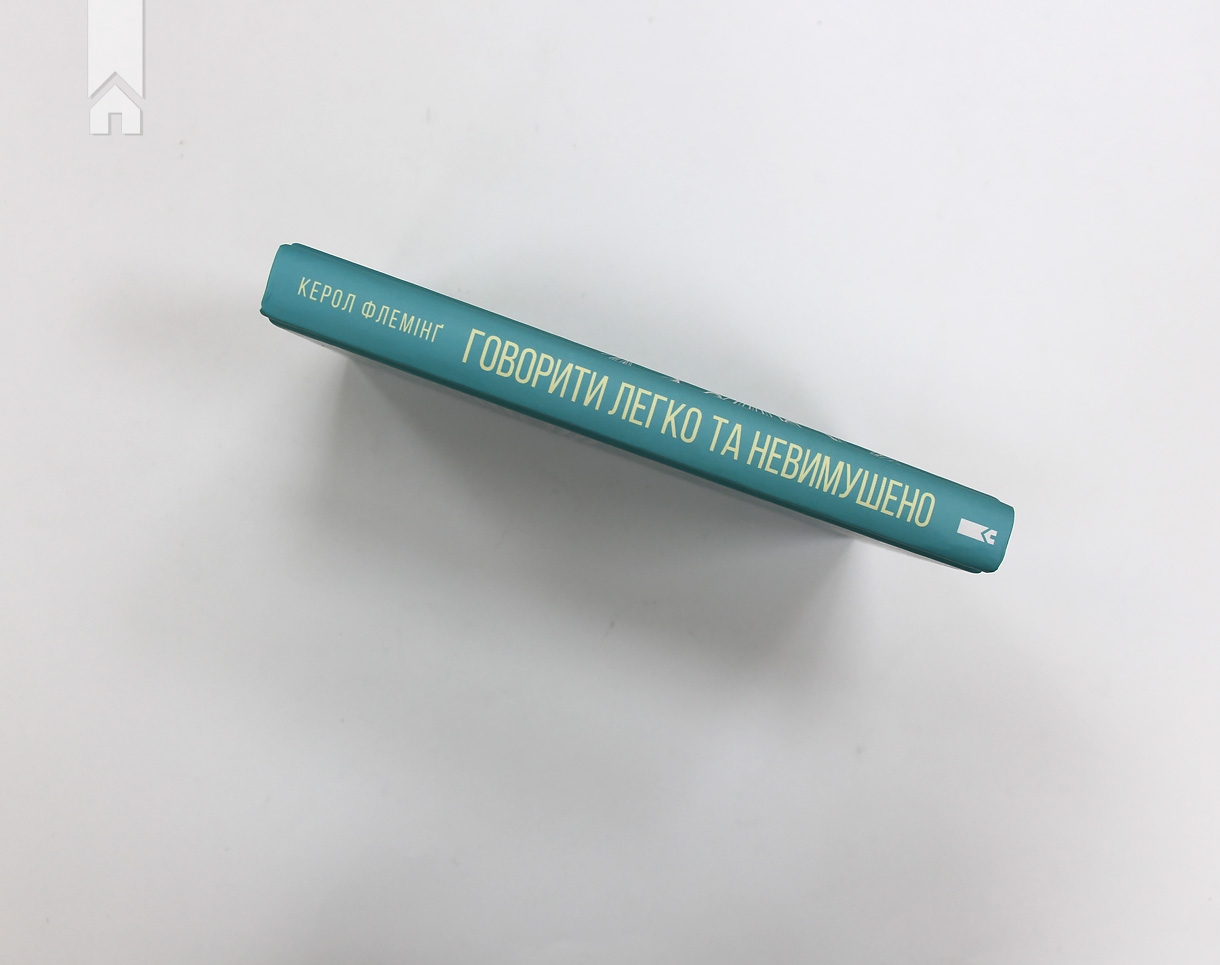 КЕРОЛ ФЛЕМІНҐ ГОВОРИТИ ЛЕГКО ТА НЕВИМУШЕНО